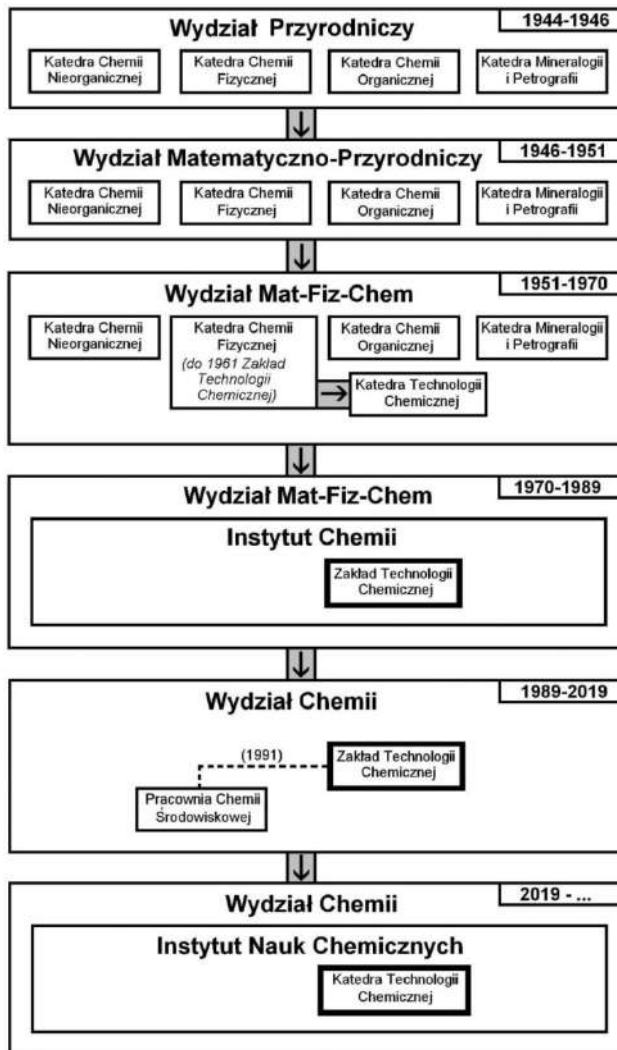 1944-1946
Wydział Przyrodniczy
Katedra Chemii
Nieorganicznej
Katedra Chemii
Fizycznej
Katedra Chemii
Organicznej
Katedra Mineralogii
i Petrografii
1946-1951
Wydział Matematyczno-Przyrodniczy
Katedra Chemii
Nieorganicznej
Katedra Chemii
Fizycznej
Katedra Chemii
Organicznej
Katedra Mineralogii
i Petrografii
1951-1970
Wydział Mat-Fiz-Chem
Katedra Chemii
Nieorganicznej
Katedra Chemii
Fizycznej
(do 1961 Zakład
Technologii
Chemicznej)
Katedra Chemii
Organicznej
Katedra Mineralogii
i Petrografii
Katedra Technologii
Chemicznej
1970-1989
Wydział Mat-Fiz-Chem
Instytut Chemii
Zakład Technologii
Chemicznej
1989-2019
Wydział Chemii
(1991)
Zakład Technologii
Chemicznej
Pracownia Chemii
Środowiskowej
2019 - ...
Wydział Chemii
Instytut Nauk Chemicznych
Katedra Technologii
Chemicznej